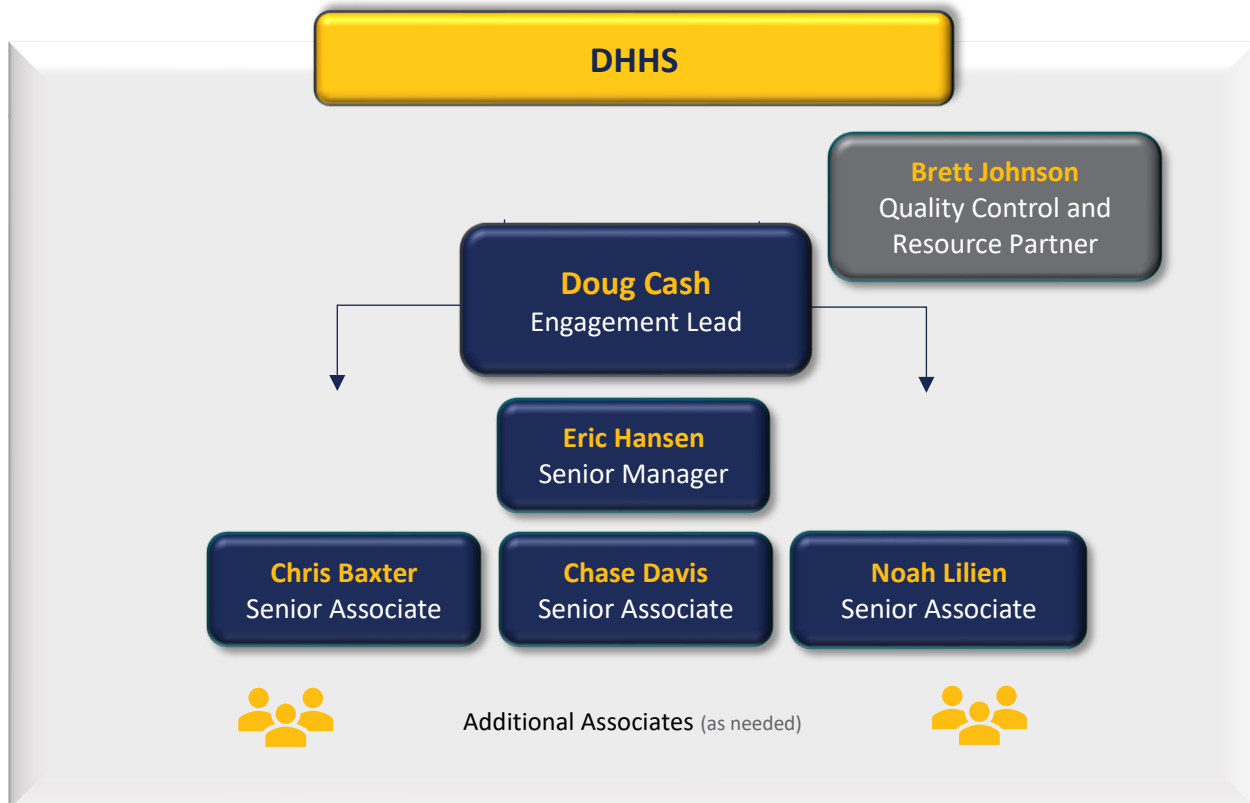 DHHS
Brett Johnson
Quality Control and
Resource Partner
Doug Cash
Engagement Lead
Eric Hansen
Senior Manager
Chris Baxter
Senior Associate
Chase Davis
Senior Associate
Noah Lilien
Senior Associate
Additional Associates (as needed)